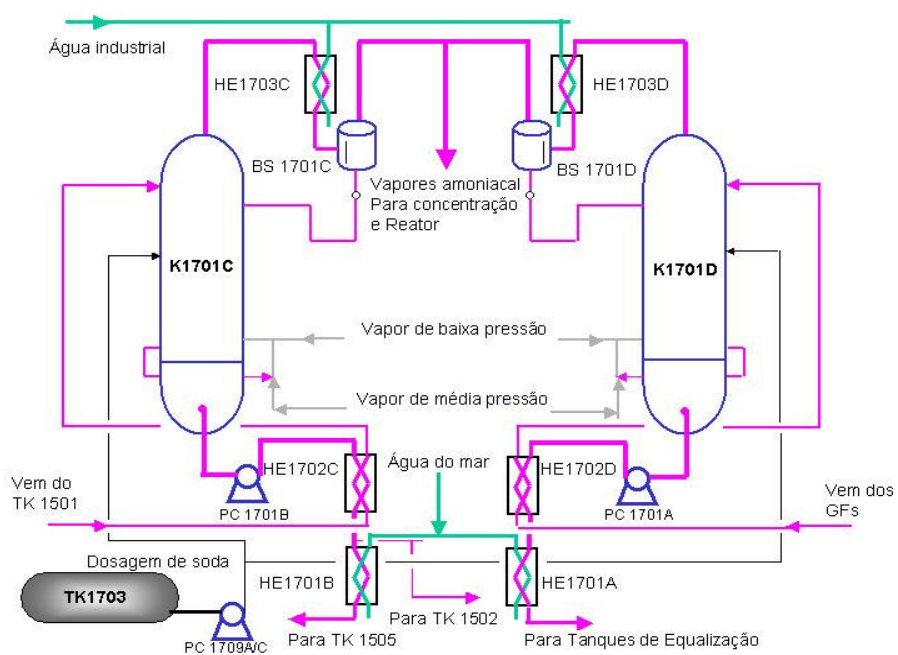 Água industrial
HE1703C
HE1703D
BS 1701C
BS 1701D
Vapores amoniacal
Para concentração
e Reator
K1701C
K1701D
Vapor de baixa pressão
Vapor de média pressão
HE1702C
Água do mar
HE1702D
Vem do
TK 1501
PC 1701B
PC 1701A
Vem dos
GFs
Dosagem de soda
HE1701B
HE1701A
TK1703
Para TK 1502
PC 1709A/C
Para TK 1505
Para Tanques de Equalização